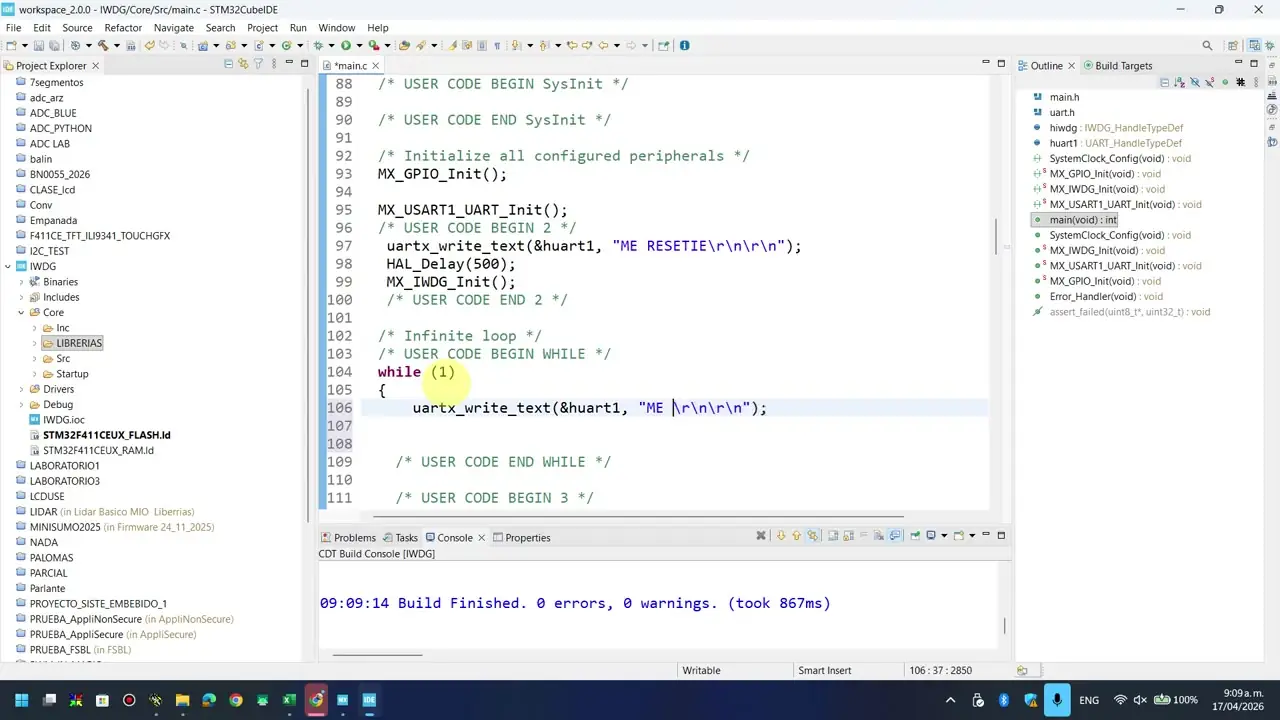 IDE workspace_2.0.0 - IWDG/Core/Src/main.c - STM32CubeIDE
File Edit Source Refactor Navigate Search Project Run Window Help
Project Explorer
7segmentos
adc_arz
ADC_BLUE
ADC_PYTHON
ADC LAB
balin
BN0055_2026
CLASE_lcd
Conv
Empanada
F411CE_TFT_ILI9341_TOUCHGFX
I2C_TEST
IWDG
Binaries
Includes
Core
Inc
LIBRERIAS
Src
Startup
Drivers
Debug
IWDG.ioc
STM32F411CEUX_FLASH.ld
STM32F411CEUX_RAM.ld
LABORATORIO1
LABORATORIO3
LCDUSE
LIDAR (in Lidar Basico MIO Liberrias)
MINISUMO2025 (in Firmware 24_11_2025)
NADA
PALOMAS
PARCIAL
Parlante
PROYECTO_SISTE_EMBEBIDO_1
PRUEBA_AppliNonSecure (in AppliNonSecure)
PRUEBA_AppliSecure (in AppliSecure)
PRUEBA_FSBL (in FSBL)
*main.c
88 /* USER CODE BEGIN SysInit */
89
90 /* USER CODE END SysInit */
91
92 /* Initialize all configured peripherals */
93 MX_GPIO_Init();
94
95 MX_USART1_UART_Init();
96 /* USER CODE BEGIN 2 */
97 uartx_write_text(&huart1, "ME RESETIE\r\n\r\n");
98 HAL_Delay(500);
99 MX_IWDG_Init();
100 /* USER CODE END 2 */
101
102 /* Infinite loop */
103 /* USER CODE BEGIN WHILE */
104 while (1)
105 {
106 uartx_write_text(&huart1, "ME \r\n\r\n");
107
108
109 /* USER CODE END WHILE */
110
111 /* USER CODE BEGIN 3 */
Problems Tasks Console Properties
CDT Build Console [IWDG]
09:09:14 Build Finished. 0 errors, 0 warnings. (took 867ms)
Outline Build Targets
main.h
uart.h
hiwdg : IWDG_HandleTypeDef
huart1 : UART_HandleTypeDef
SystemClock_Config(void) : void
MX_GPIO_Init(void) : void
MX_IWDG_Init(void) : void
MX_USART1_UART_Init(void) : void
main(void) : int
SystemClock_Config(void) : void
MX_IWDG_Init(void) : void
MX_USART1_UART_Init(void) : void
MX_GPIO_Init(void) : void
Error_Handler(void) : void
assert_failed(uint8_t*, uint32_t) : void
Writable Smart Insert 106 : 37 : 2850
ENG 100% 9:09 a. m.
17/04/2026